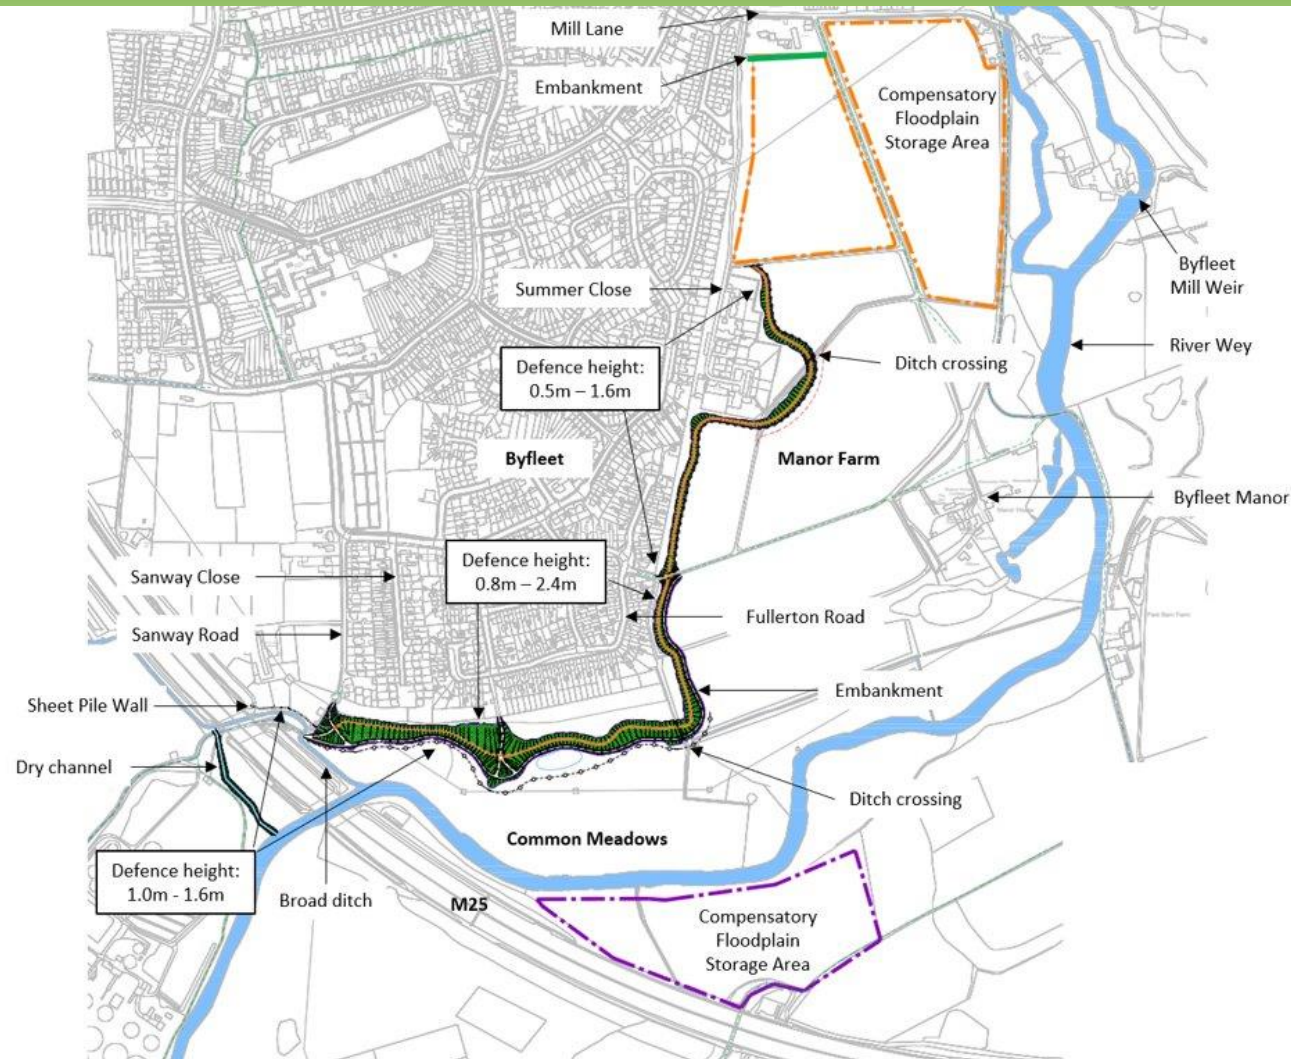 Mill Lane
Embankment
Compensatory
Floodplain
Storage Area
Byfleet
Mill Weir
Summer Close
River Wey
Defence height:
0.5m – 1.6m
Ditch crossing
Byfleet
Manor Farm
Byfleet Manor
Defence height:
0.8m – 2.4m
Sanway Close
Fullerton Road
Sanway Road
Embankment
Sheet Pile Wall
Dry channel
Ditch crossing
Common Meadows
Defence height:
1.0m - 1.6m
Broad ditch
M25
Compensatory
Floodplain
Storage Area